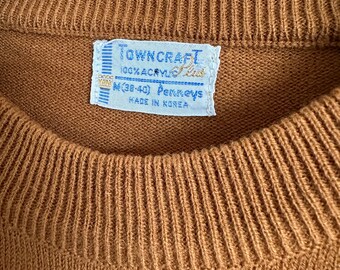 TOWNCRAFT
100% ACRYLIC Plus
M(38-40) Penneys
MADE IN KOREA